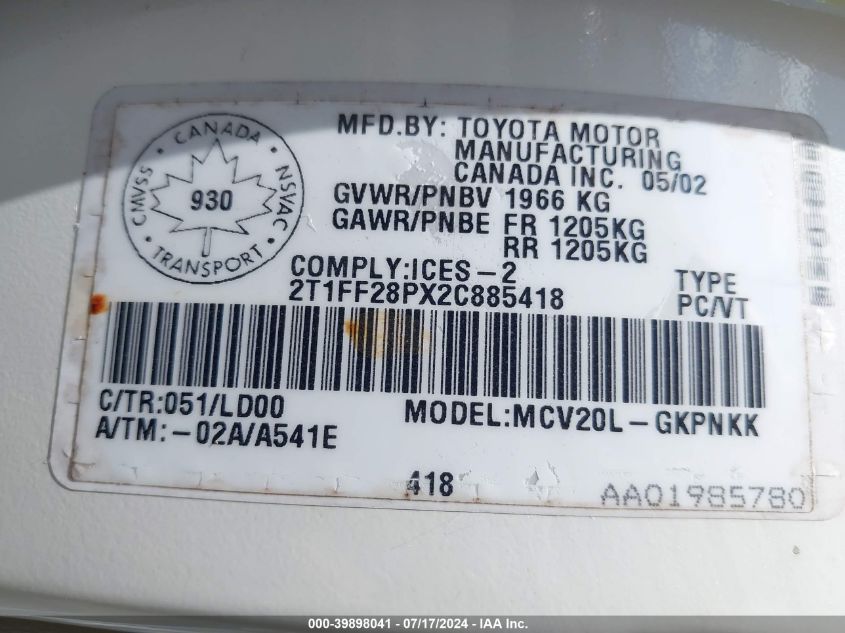 CANADA
CMVSS
NSVAC
930
TRANSPORT
MFD.BY: TOYOTA MOTOR
MANUFACTURING
CANADA INC. 05/02
GVWR/PNBV 1966 KG
GAWR/PNBE FR 1205KG
RR 1205KG
COMPLY:ICES-2
2T1FF28PX2C885418
TYPE
PC/VT
C/TR:051/LD00
MODEL:MCV20L-GKPNKK
A/TM:-02A/A541E
418
AA01985780
000-39898041 / 07/17/2024 - IAA Inc.